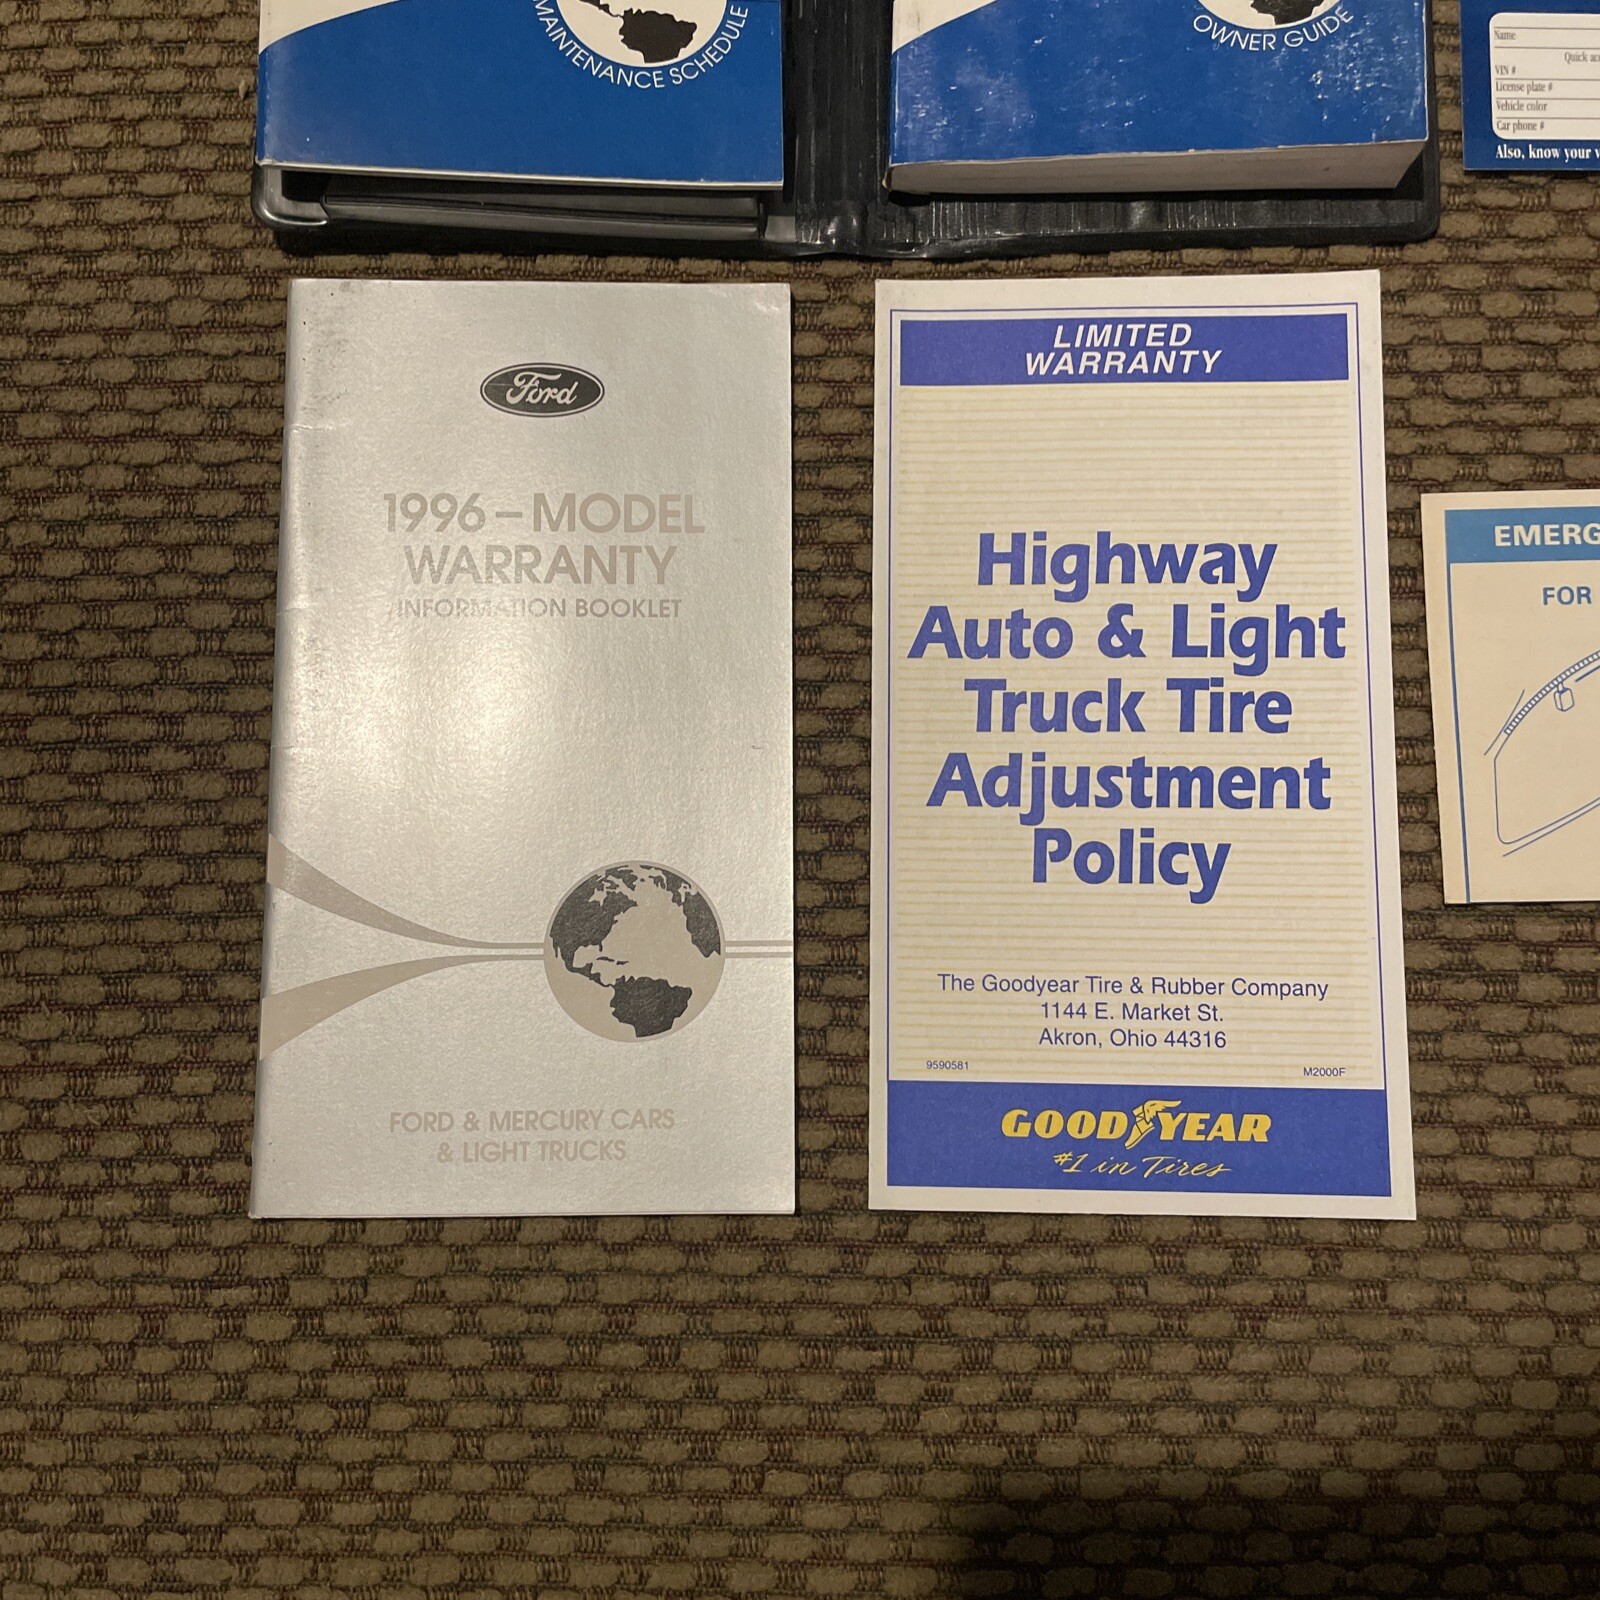 MAINTENANCE SCHEDULE
OWNER GUIDE
Name
Quick
VIN #
License plate #
Vehicle color
Car phone #
Also, know your
Ford
1996 – MODEL
WARRANTY
INFORMATION BOOKLET
FORD & MERCURY CARS
& LIGHT TRUCKS
LIMITED
WARRANTY
Highway
Auto & Light
Truck Tire
Adjustment
Policy
The Goodyear Tire & Rubber Company
1144 E. Market St.
Akron, Ohio 44316
9590581
M2000F
GOODYEAR
#1 in Tires
EMERG
FOR